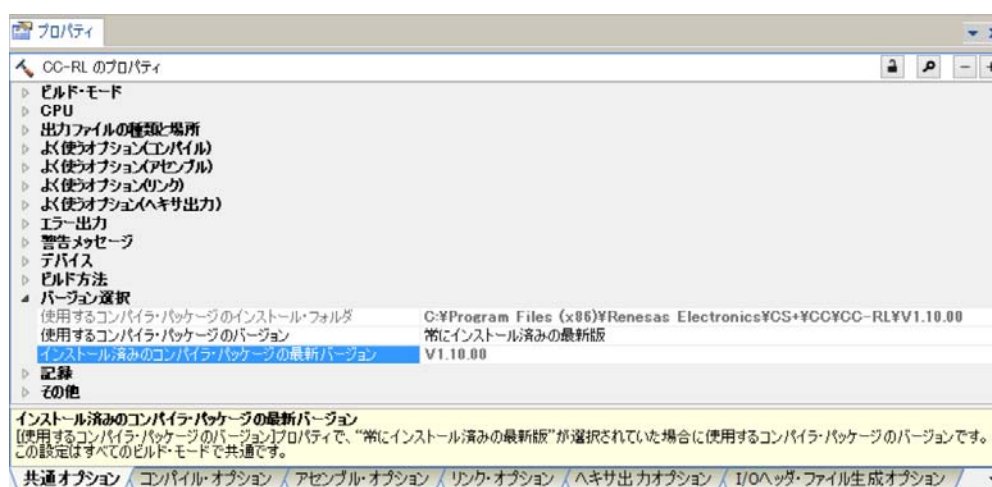 プロパティ
CC-RL のプロパティ
ビルド・モード
CPU
出力ファイルの種類と場所
よく使うオプション(コンパイル)
よく使うオプション(アセンブル)
よく使うオプション(リンク)
よく使うオプション(ヘキサ出力)
エラー出力
警告メッセージ
デバイス
ビルド方法
バージョン選択
使用するコンパイラ・パッケージのインストール・フォルダ C:¥Program Files (x86)¥Renesas Electronics¥CS+¥CC¥CC-RL¥V1.10.00
使用するコンパイラ・パッケージのバージョン 常にインストール済みの最新版
インストール済みのコンパイラ・パッケージの最新バージョン V1.10.00
記録
その他
インストール済みのコンパイラ・パッケージの最新バージョン
[使用するコンパイラ・パッケージのバージョン]プロパティで、“常にインストール済みの最新版”が選択されていた場合に使用するコンパイラ・パッケージのバージョンです。
この設定はすべてのビルド・モードで共通です。
共通オプション コンパイル・オプション アセンブル・オプション リンク・オプション ヘキサ出力オプション I/Oヘッダ・ファイル生成オプション